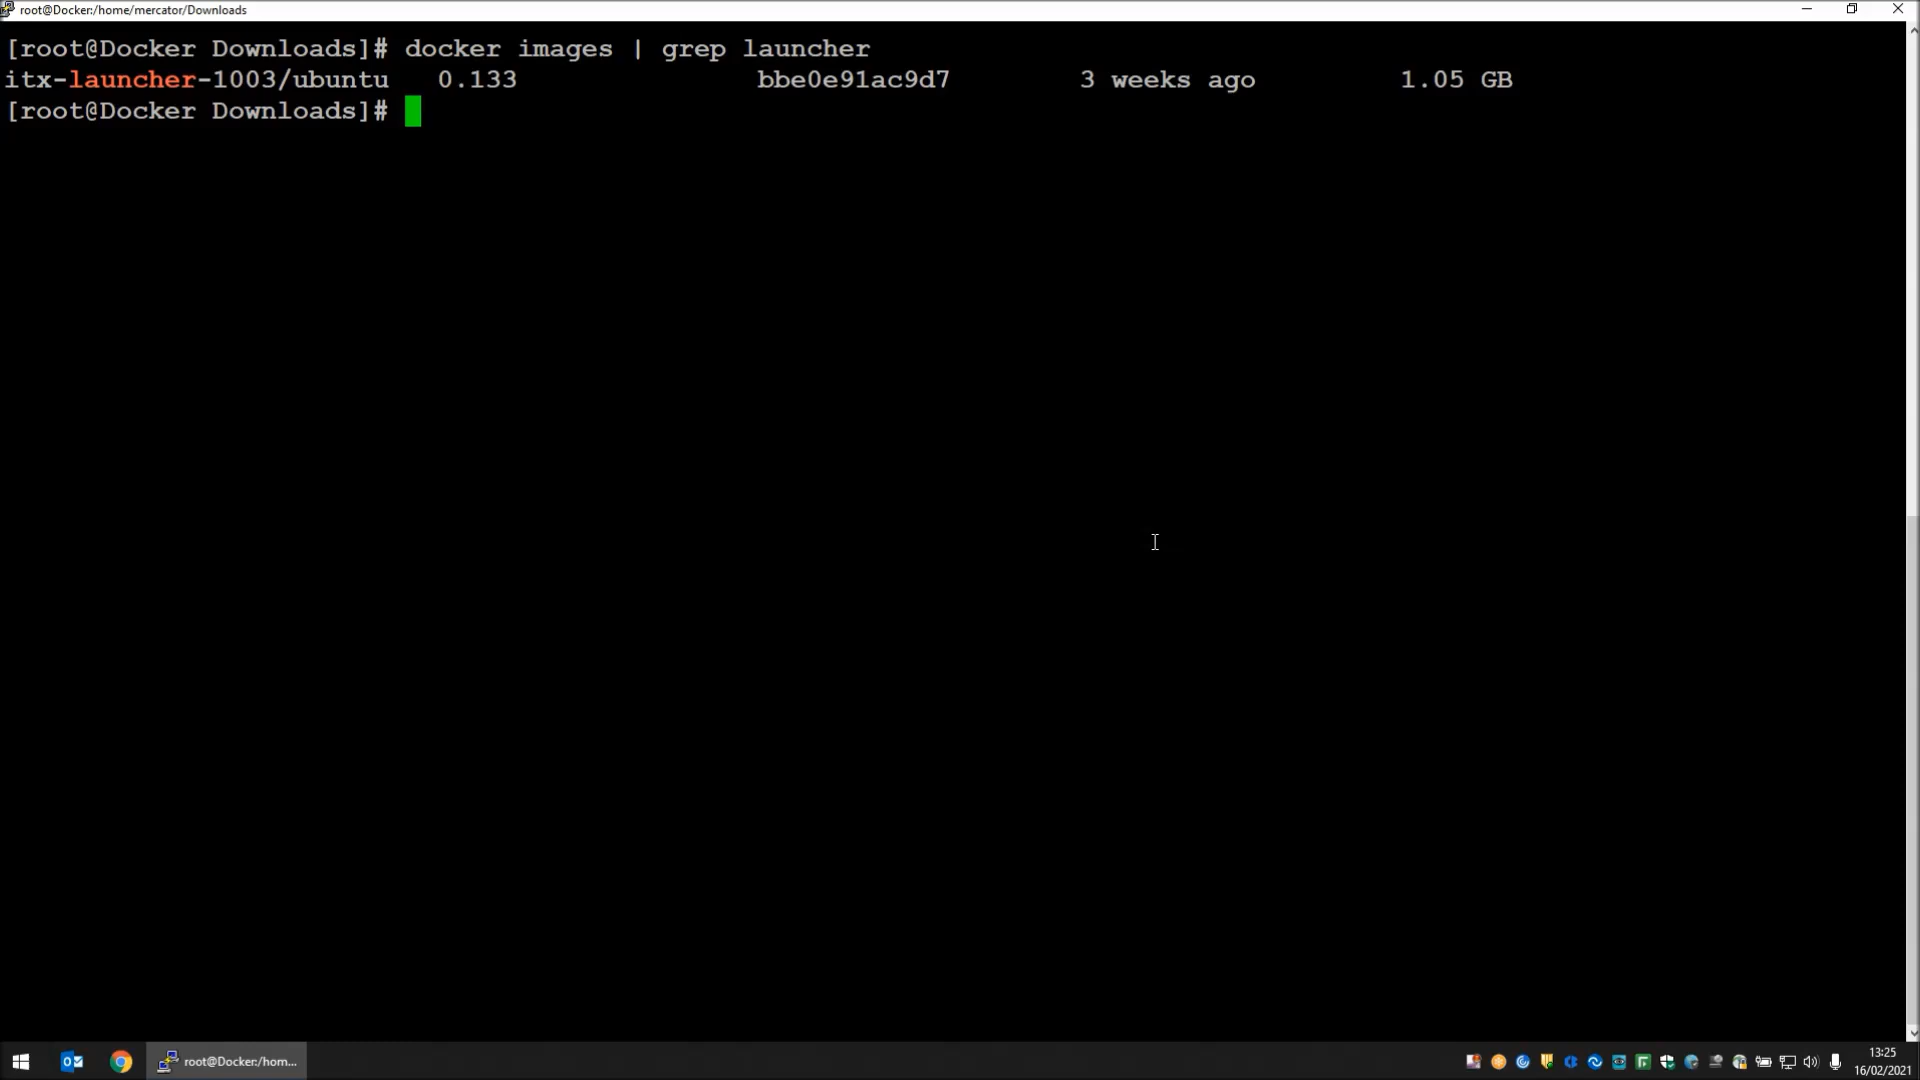 root@Docker:/home/mercator/Downloads
[root@Docker Downloads]# docker images | grep launcher
itx-launcher-1003/ubuntu   0.133               bbe0e91ac9d7        3 weeks ago         1.05 GB
[root@Docker Downloads]#
root@Docker:/hom...
13:25
16/02/2021